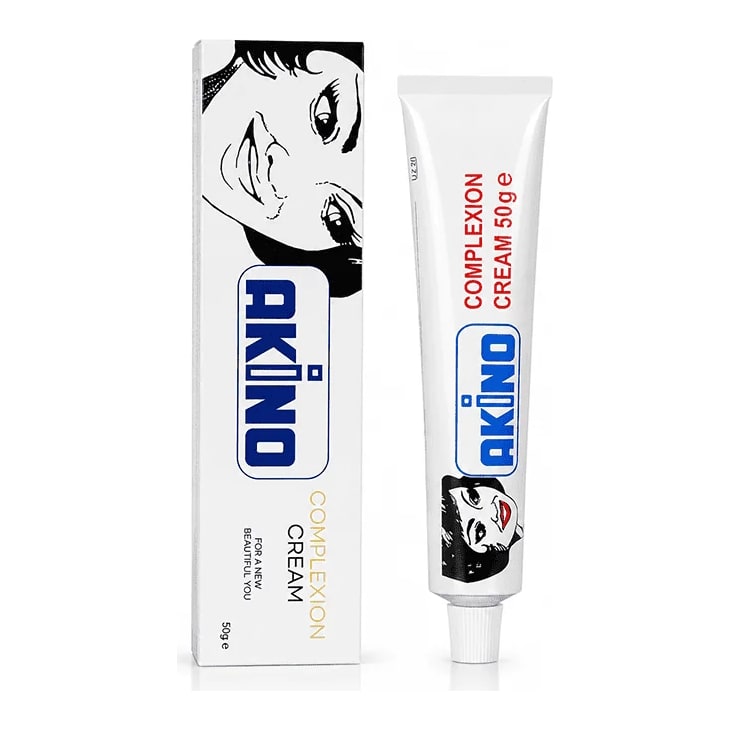 AKiNO
COMPLEXION
CREAM
FOR A NEW
BEAUTIFUL YOU
50g e
COMPLEXION
CREAM 50g e
AKiNO